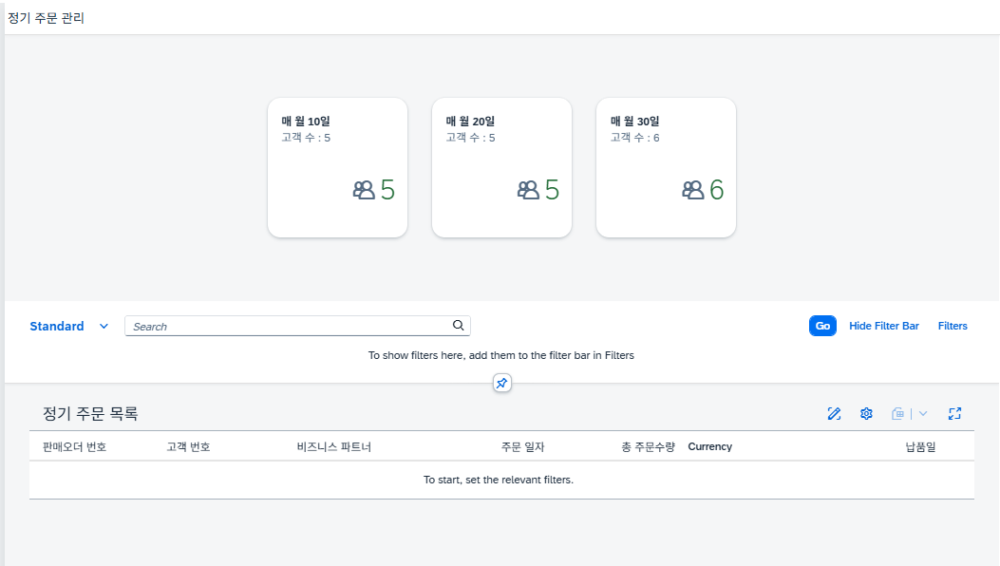 정기 주문 관리
매 월 10일
고객 수 : 5
5
매 월 20일
고객 수 : 5
5
매 월 30일
고객 수 : 6
6
Standard
Search
Go
Hide Filter Bar
Filters
To show filters here, add them to the filter bar in Filters
정기 주문 목록
판매오더 번호 고객 번호 비즈니스 파트너 주문 일자 총 주문수량 Currency 납품일
To start, set the relevant filters.